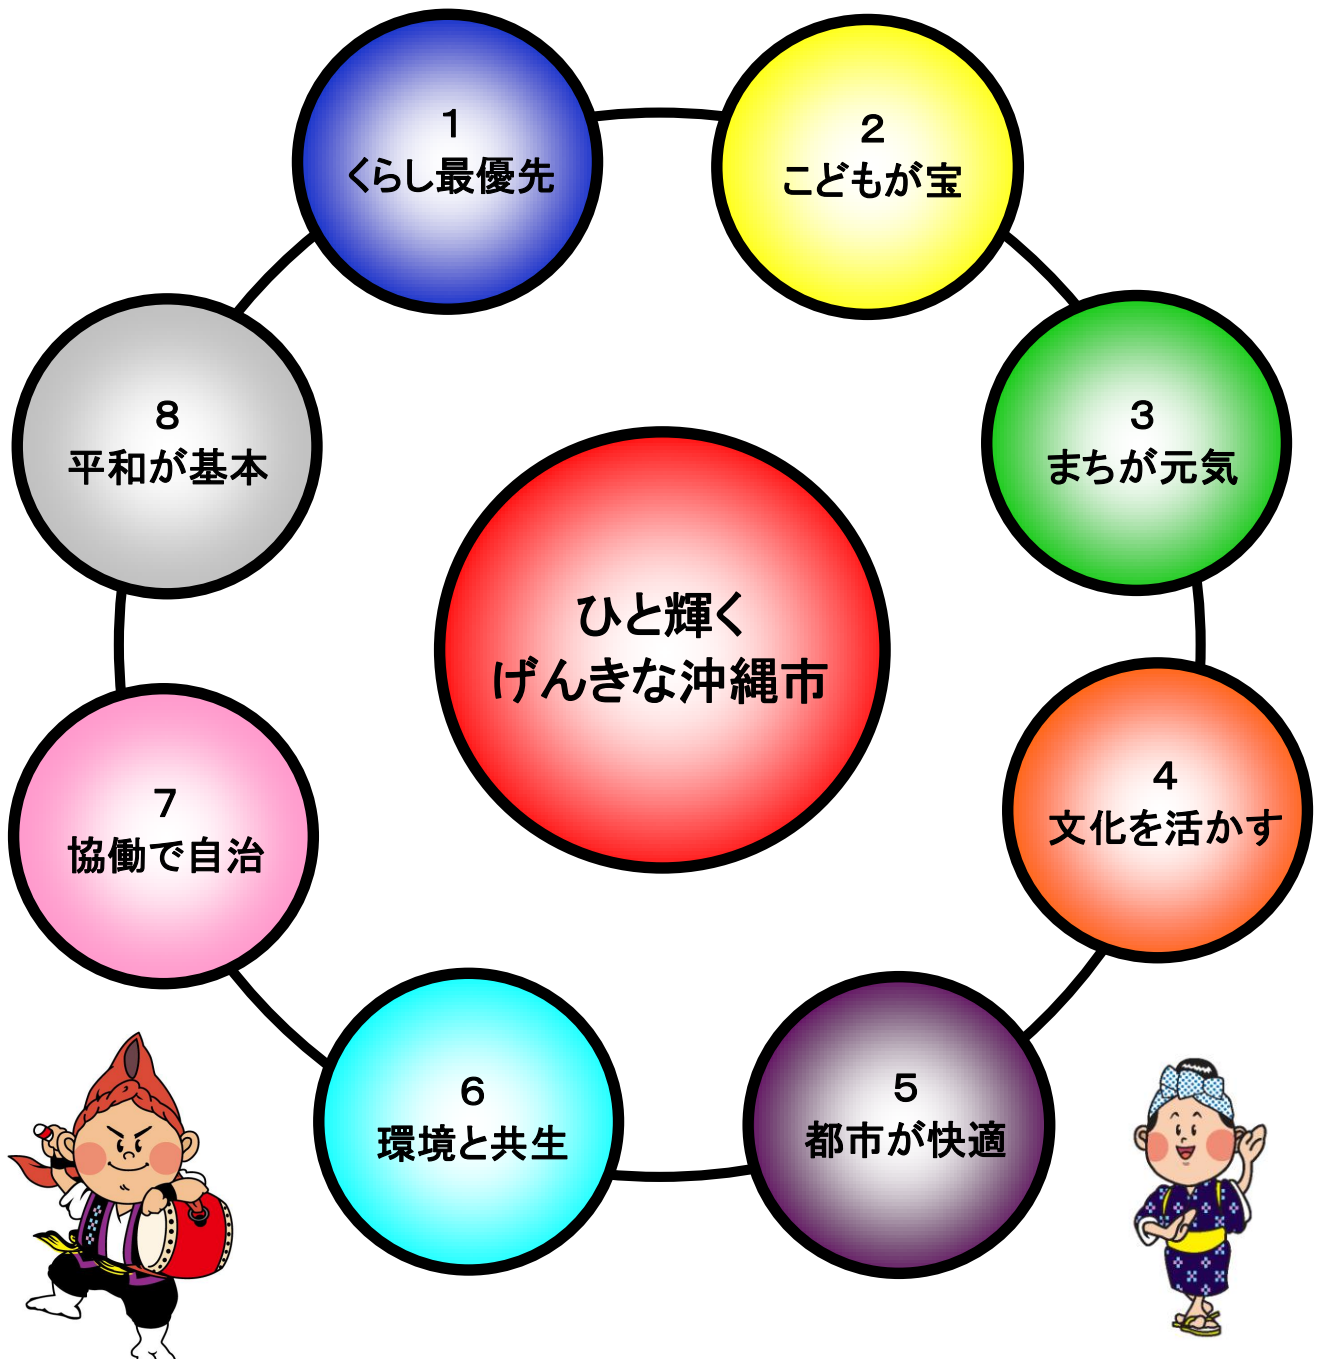 1
くらし最優先
2
こどもが宝
3
まちが元気
4
文化を活かす
5
都市が快適
6
環境と共生
7
協働で自治
8
平和が基本
ひと輝く
げんきな沖縄市